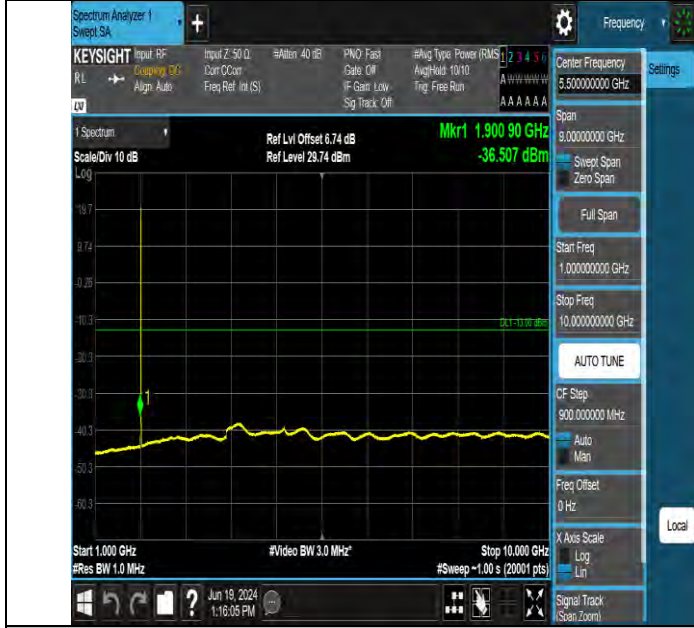 Spectrum Analyzer 1
Swept SA
+
Frequency
KEYSIGHT
RL
LXI
Input: RF
Coupling: DC
Align: Auto
Input Z: 50 Ω
Corr CCorr
Freq Ref: Int (S)
#Atten: 40 dB
PNO: Fast
Gate: Off
IF Gain: Low
Sig Track: Off
#Avg Type: Power (RMS
Avg|Hold: 10/10
Trig: Free Run
1 2 3 4 5 6
A W W W W W
A A A A A A
1 Spectrum
Scale/Div 10 dB
Log
Ref Lvl Offset 6.74 dB
Ref Level 29.74 dBm
Mkr1 1.900 90 GHz
-36.507 dBm
19.7
9.74
-0.26
-10.3
-20.3
-30.3
-40.3
-50.3
-60.3
DL1 -13.00 dBm
1
Start 1.000 GHz
#Res BW 1.0 MHz
#Video BW 3.0 MHz*
Stop 10.000 GHz
#Sweep ~1.00 s (20001 pts)
Jun 19, 2024
1:16:05 PM
?
Center Frequency
5.500000000 GHz
Settings
Span
9.00000000 GHz
Swept Span
Zero Span
Full Span
Start Freq
1.000000000 GHz
Stop Freq
10.000000000 GHz
AUTO TUNE
CF Step
900.000000 MHz
Auto
Man
Freq Offset
0 Hz
Local
X Axis Scale
Log
Lin
Signal Track
(Span Zoom)